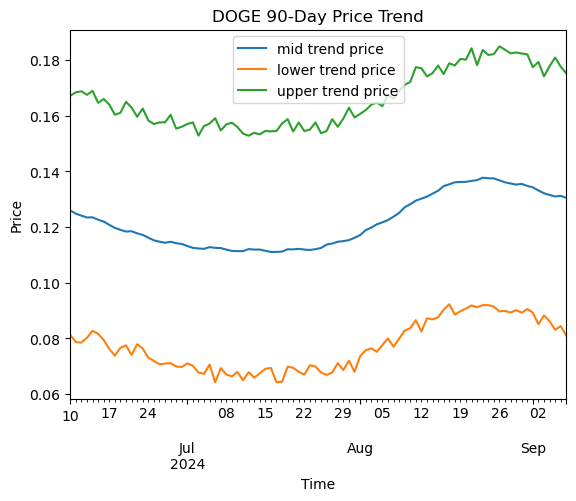 DOGE 90-Day Price Trend
mid trend price
lower trend price
upper trend price
Price
0.18
0.16
0.14
0.12
0.10
0.08
0.06
10 17 24 08 15 22 29 05 12 19 26 02
Jul Aug Sep
2024
Time